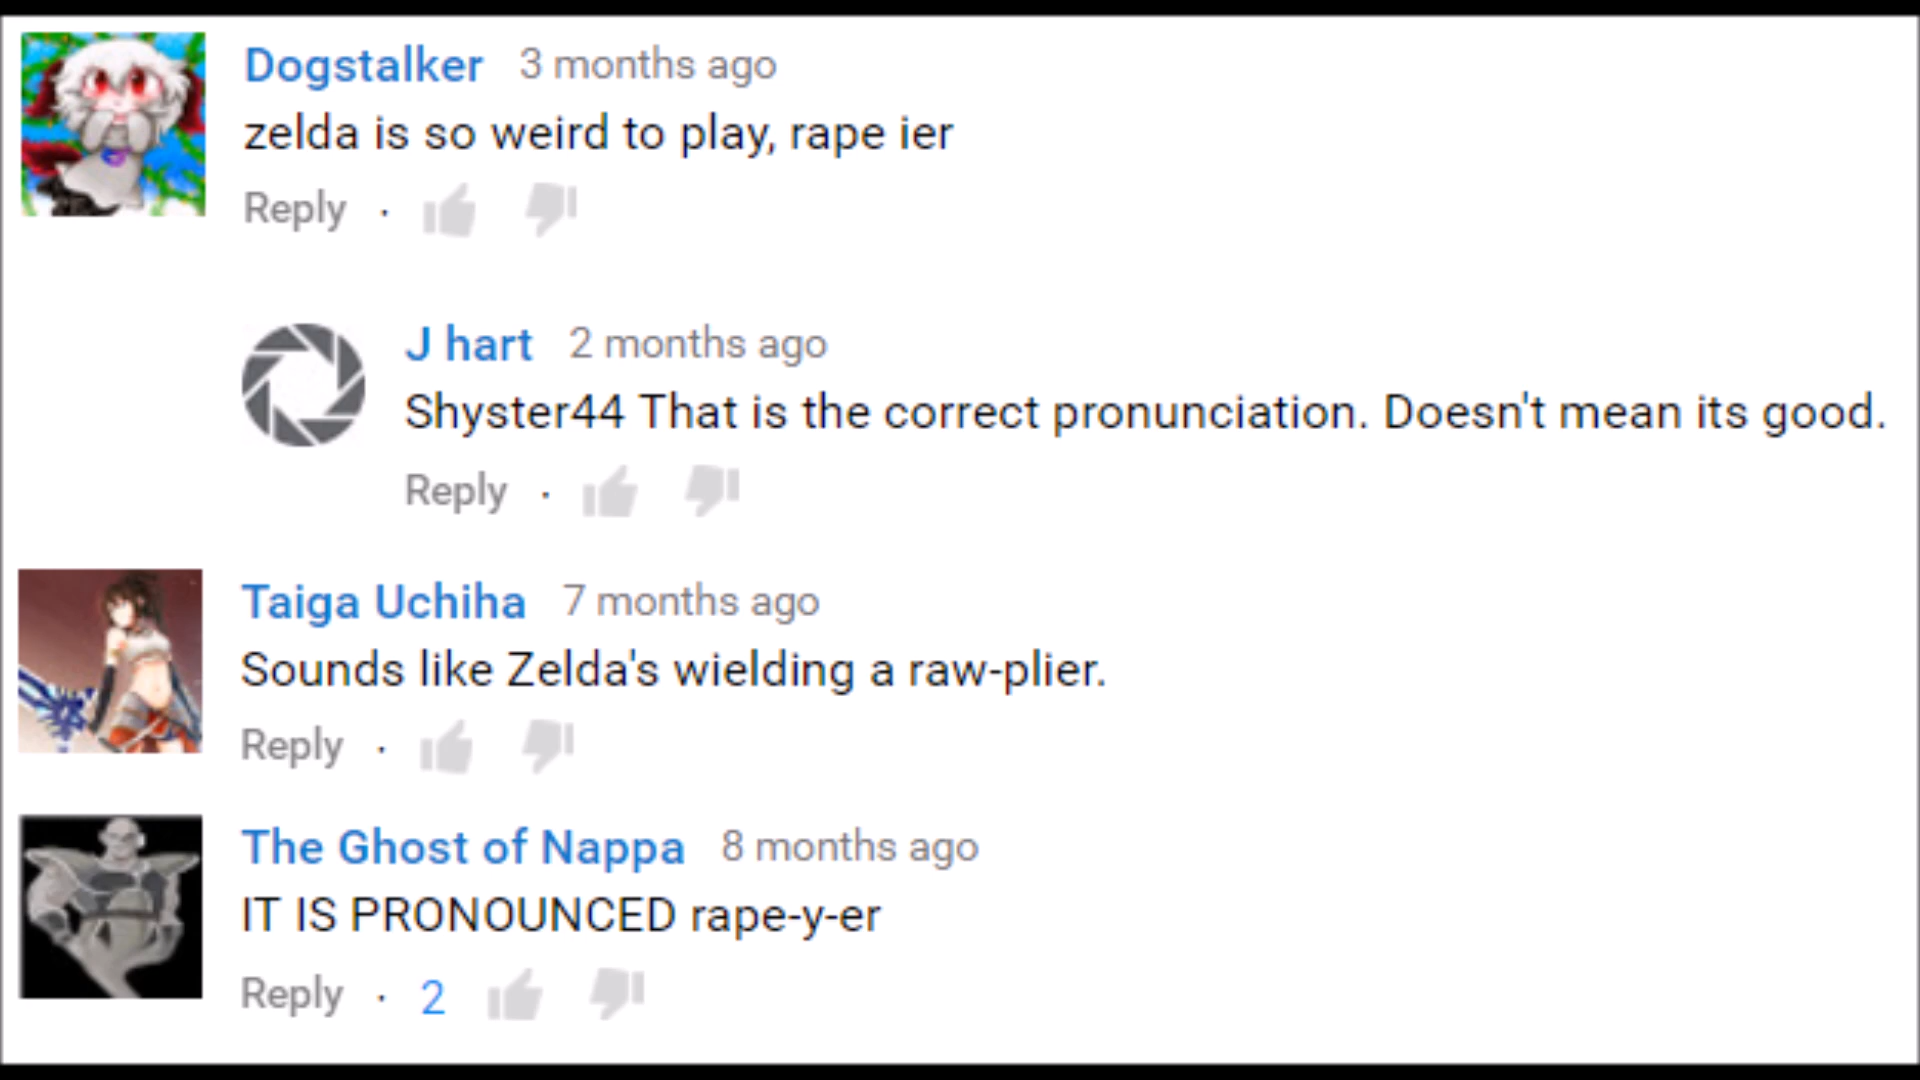 Dogstalker 3 months ago
zelda is so weird to play, rape ier
Reply ·
J hart 2 months ago
Shyster44 That is the correct pronunciation. Doesn't mean its good.
Reply ·
Taiga Uchiha 7 months ago
Sounds like Zelda's wielding a raw-plier.
Reply ·
The Ghost of Nappa 8 months ago
IT IS PRONOUNCED rape-y-er
Reply · 2